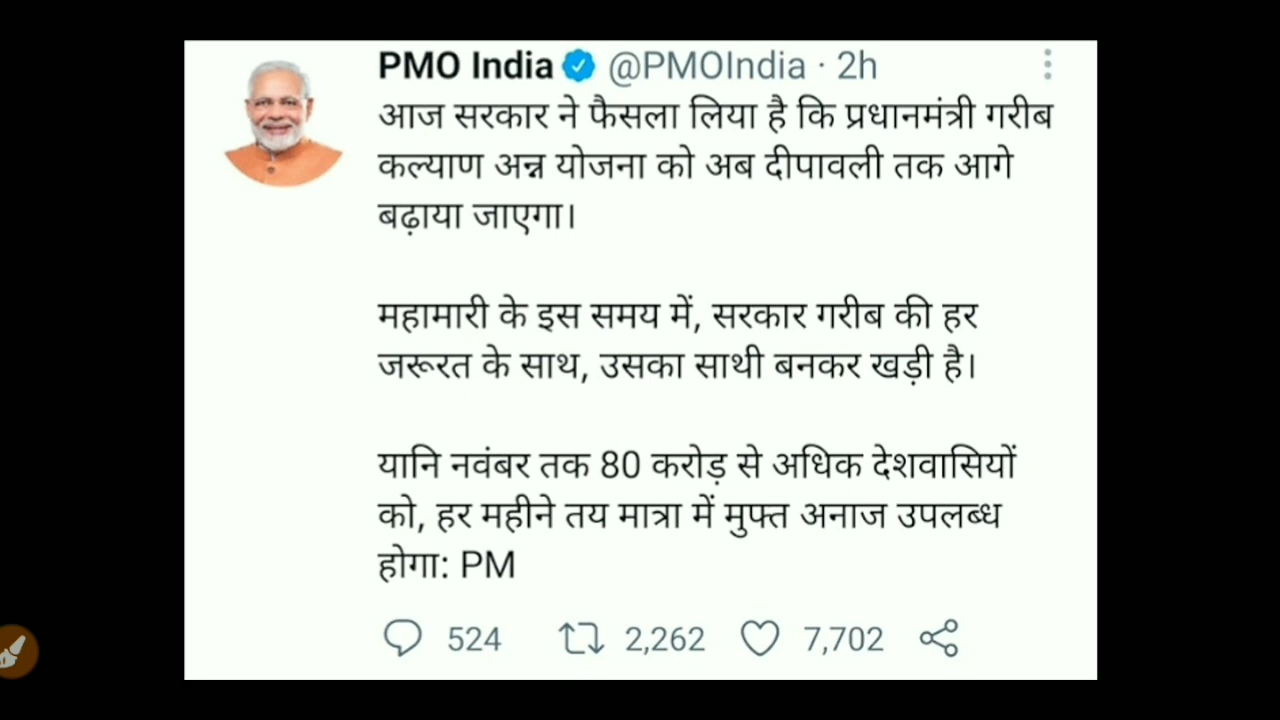 PMO India @PMOIndia · 2h
आज सरकार ने फैसला लिया है कि प्रधानमंत्री गरीब
कल्याण अन्न योजना को अब दीपावली तक आगे
बढ़ाया जाएगा।
महामारी के इस समय में, सरकार गरीब की हर
जरूरत के साथ, उसका साथी बनकर खड़ी है।
यानि नवंबर तक 80 करोड़ से अधिक देशवासियों
को, हर महीने तय मात्रा में मुफ्त अनाज उपलब्ध
होगा: PM
524 2,262 7,702